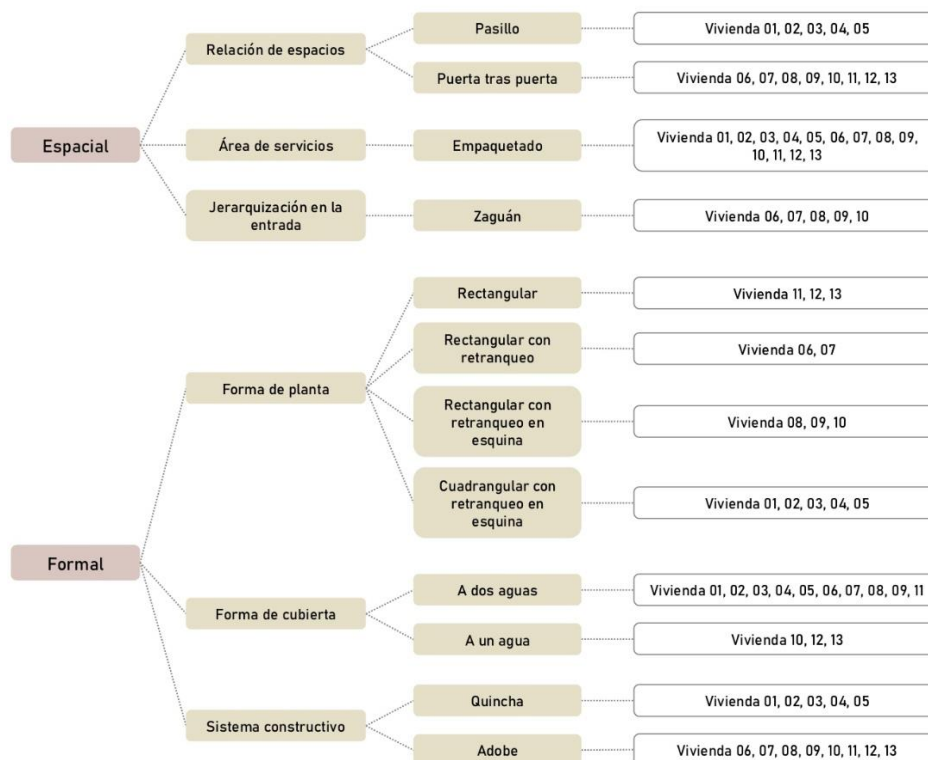 Espacial
Relación de espacios
Pasillo
Vivienda 01, 02, 03, 04, 05
Puerta tras puerta
Vivienda 06, 07, 08, 09, 10, 11, 12, 13
Área de servicios
Empaquetado
Vivienda 01, 02, 03, 04, 05, 06, 07, 08, 09,
10, 11, 12, 13
Jerarquización en la
entrada
Zaguán
Vivienda 06, 07, 08, 09, 10
Formal
Forma de planta
Rectangular
Vivienda 11, 12, 13
Rectangular con
retranqueo
Vivienda 06, 07
Rectangular con
retranqueo en
esquina
Vivienda 08, 09, 10
Cuadrangular con
retranqueo en
esquina
Vivienda 01, 02, 03, 04, 05
Forma de cubierta
A dos aguas
Vivienda 01, 02, 03, 04, 05, 06, 07, 08, 09, 11
A un agua
Vivienda 10, 12, 13
Sistema constructivo
Quincha
Vivienda 01, 02, 03, 04, 05
Adobe
Vivienda 06, 07, 08, 09, 10, 11, 12, 13